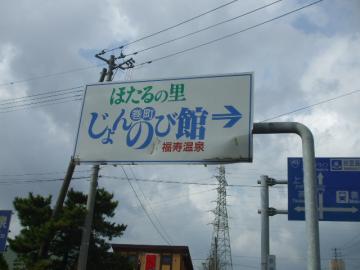 ほたるの里
巻町
じょんのび館→
福寿温泉